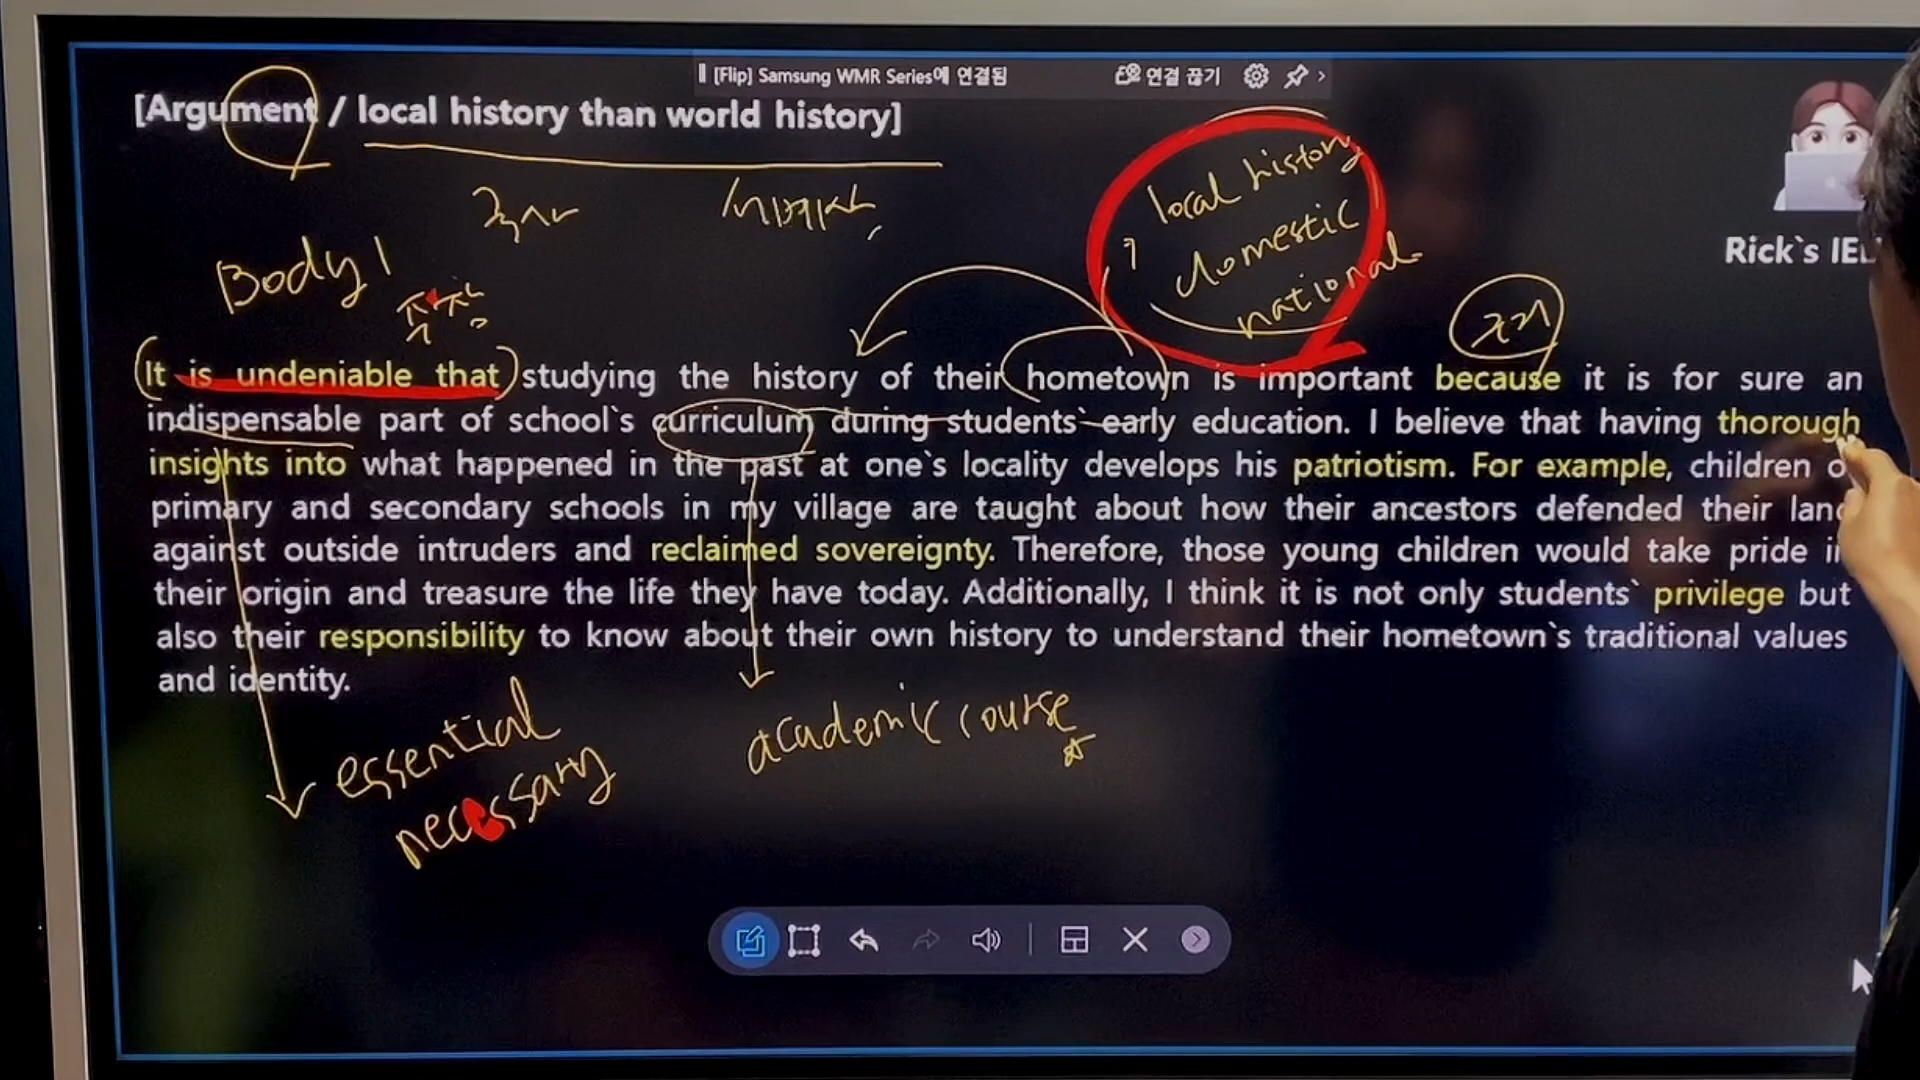 [Flip] Samsung WMR Series에 연결됨 연결 끊기
[Argument / local history than world history]
local history
domestic
national
Rick`s IEL
Body 1
It is undeniable that studying the history of their hometown is important because it is for sure an
indispensable part of school`s curriculum during students` early education. I believe that having thorough
insights into what happened in the past at one`s locality develops his patriotism. For example, children o
primary and secondary schools in my village are taught about how their ancestors defended their land
against outside intruders and reclaimed sovereignty. Therefore, those young children would take pride in
their origin and treasure the life they have today. Additionally, I think it is not only students` privilege but
also their responsibility to know about their own history to understand their hometown`s traditional values
and identity.
essential
necessary
academic course